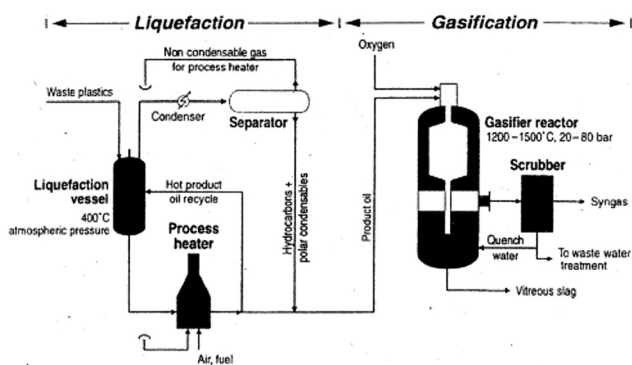 Liquefaction
Gasification
Non condensable gas
for process heater
Oxygen
Waste plastics
Condenser
Separator
Gasifier reactor
1200–1500°C, 20–80 bar
Scrubber
Liquefaction
vessel
400°C
atmospheric pressure
Hot product
oil recycle
Process
heater
Hydrocarbons +
polar condensables
Product oil
Syngas
Quench
water
To waste water
treatment
Vitreous slag
Air, fuel